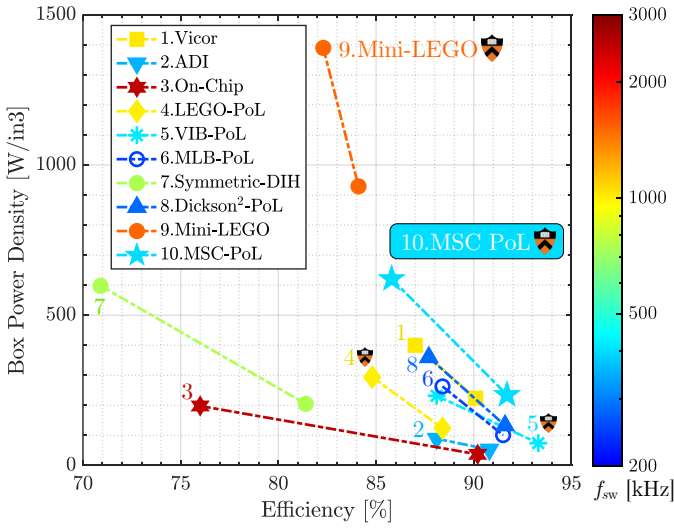 1500
1000
500
0
Box Power Density [W/in3]
70
75
80
85
90
95
Efficiency [%]
1.Vicor
2.ADI
3.On-Chip
4.LEGO-PoL
5.VIB-PoL
6.MLB-PoL
7.Symmetric-DIH
8.Dickson²-PoL
9.Mini-LEGO
10.MSC-PoL
9.Mini-LEGO
10.MSC PoL
7
3
4
1
8
6
2
5
3000
2000
1000
500
200
f_sw [kHz]